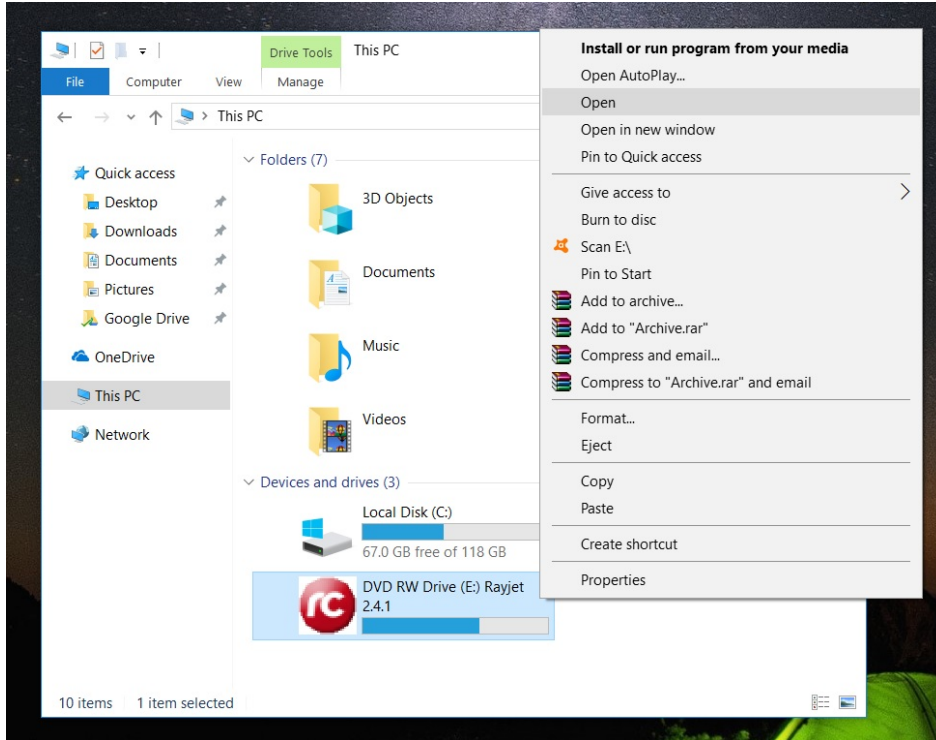 Drive Tools
This PC
File
Computer
View
Manage
This PC
Quick access
Desktop
Downloads
Documents
Pictures
Google Drive
OneDrive
This PC
Network
Folders (7)
3D Objects
Documents
Music
Videos
Devices and drives (3)
Local Disk (C:)
67.0 GB free of 118 GB
rc
DVD RW Drive (E:) Rayjet
2.4.1
10 items
1 item selected
Install or run program from your media
Open AutoPlay...
Open
Open in new window
Pin to Quick access
Give access to
Burn to disc
Scan E:\
Pin to Start
Add to archive...
Add to "Archive.rar"
Compress and email...
Compress to "Archive.rar" and email
Format...
Eject
Copy
Paste
Create shortcut
Properties